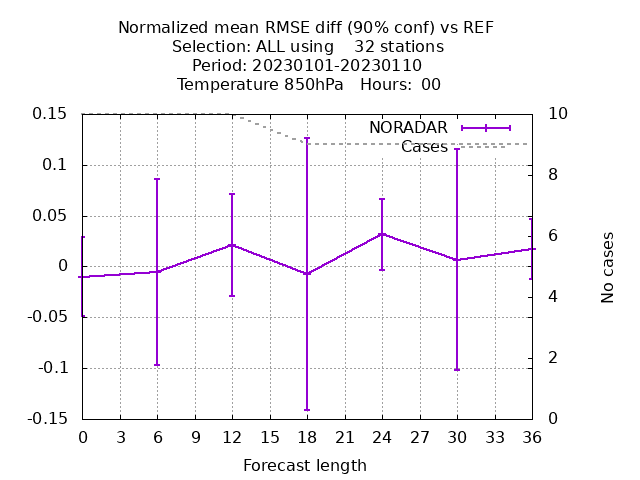 Normalized mean RMSE diff (90% conf) vs REF
Selection: ALL using    32 stations
Period: 20230101-20230110
Temperature 850hPa   Hours:  00
0.15
0.1
0.05
0
-0.05
-0.1
-0.15
10
8
6
4
2
0
NORADAR
Cases
No cases
0 3 6 9 12 15 18 21 24 27 30 33 36
Forecast length